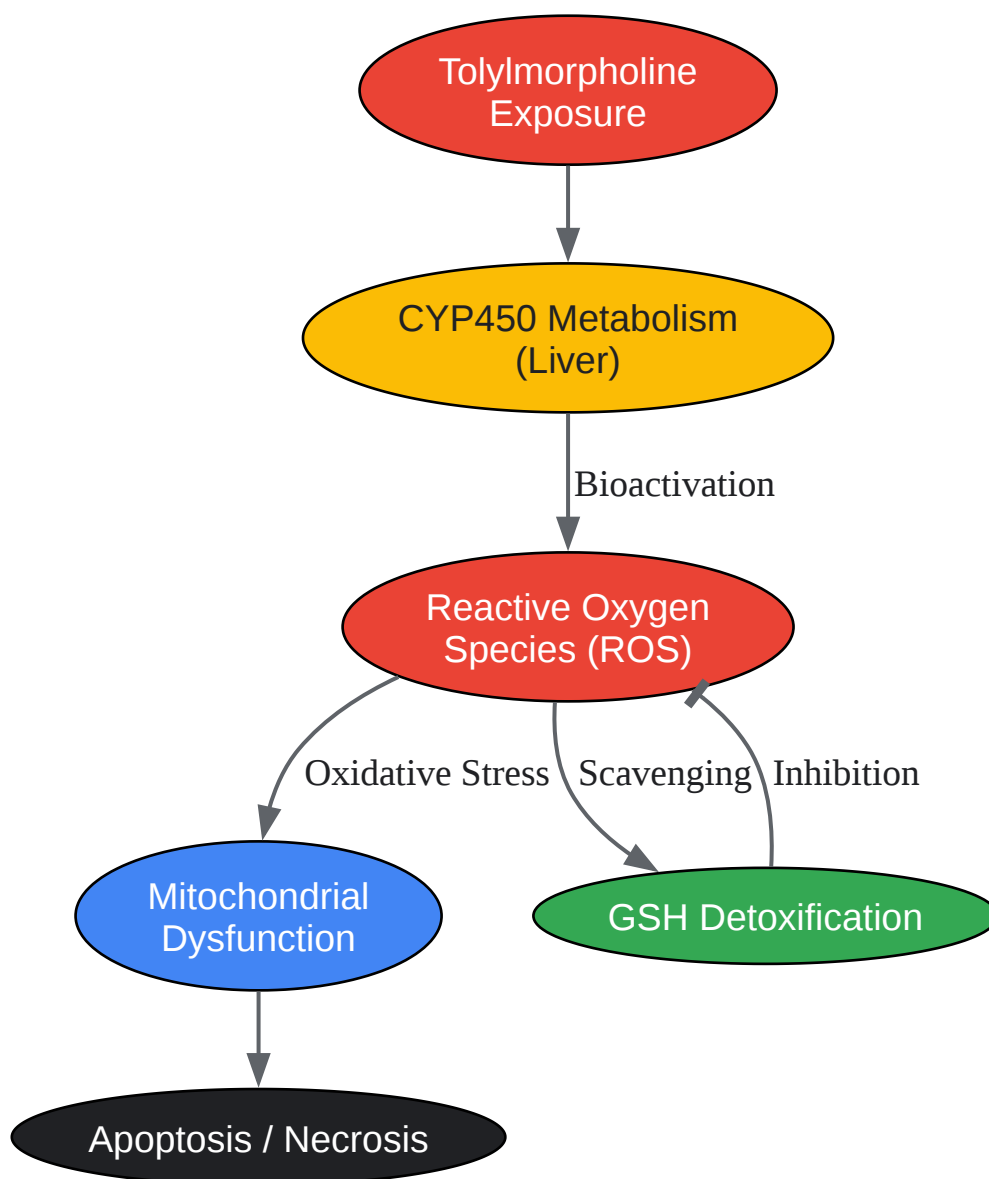 Tolylmorpholine
Exposure
CYP450 Metabolism
(Liver)
Bioactivation
Reactive Oxygen
Species (ROS)
Oxidative Stress
Scavenging
Inhibition
Mitochondrial
Dysfunction
GSH Detoxification
Apoptosis / Necrosis